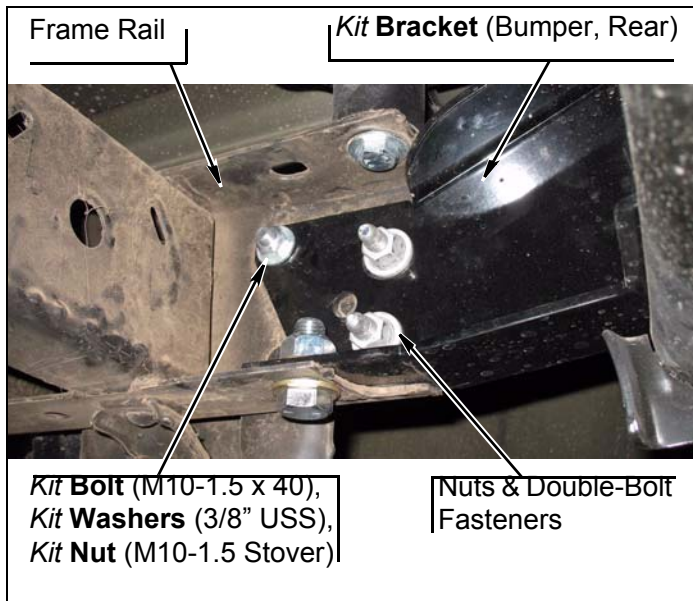 Frame Rail
Kit Bracket (Bumper, Rear)
Kit Bolt (M10-1.5 x 40),
Kit Washers (3/8” USS),
Kit Nut (M10-1.5 Stover)
Nuts & Double-Bolt
Fasteners